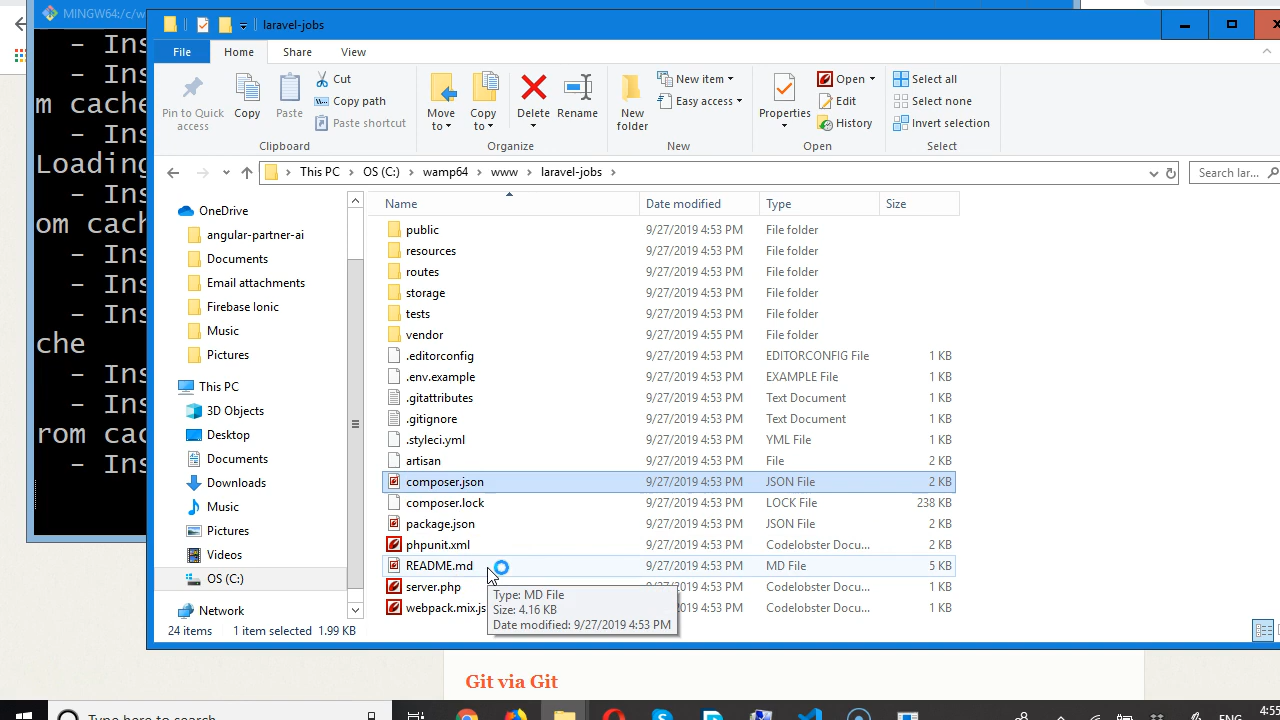 MINGW64:/c/w
laravel-jobs
File Home Share View
Pin to Quick access
Copy
Paste
Cut
Copy path
Paste shortcut
Clipboard
Move to
Copy to
Delete
Rename
Organize
New folder
New item
Easy access
New
Properties
Open
Edit
History
Open
Select all
Select none
Invert selection
Select
This PC > OS (C:) > wamp64 > www > laravel-jobs >
Search lar...
- Ins
- Ins
m cache
- Ins
Loading
- Ins
om cach
- Ins
- Ins
- Ins
che
- Ins
- Ins
rom cac
- Ins
OneDrive
angular-partner-ai
Documents
Email attachments
Firebase Ionic
Music
Pictures
This PC
3D Objects
Desktop
Documents
Downloads
Music
Pictures
Videos
OS (C:)
Network
Name Date modified Type Size
public 9/27/2019 4:53 PM File folder
resources 9/27/2019 4:53 PM File folder
routes 9/27/2019 4:53 PM File folder
storage 9/27/2019 4:53 PM File folder
tests 9/27/2019 4:53 PM File folder
vendor 9/27/2019 4:55 PM File folder
.editorconfig 9/27/2019 4:53 PM EDITORCONFIG File 1 KB
.env.example 9/27/2019 4:53 PM EXAMPLE File 1 KB
.gitattributes 9/27/2019 4:53 PM Text Document 1 KB
.gitignore 9/27/2019 4:53 PM Text Document 1 KB
.styleci.yml 9/27/2019 4:53 PM YML File 1 KB
artisan 9/27/2019 4:53 PM File 2 KB
composer.json 9/27/2019 4:53 PM JSON File 2 KB
composer.lock 9/27/2019 4:53 PM LOCK File 238 KB
package.json 9/27/2019 4:53 PM JSON File 2 KB
phpunit.xml 9/27/2019 4:53 PM Codelobster Docu... 2 KB
README.md 9/27/2019 4:53 PM MD File 5 KB
server.php 9/27/2019 4:53 PM Codelobster Docu... 1 KB
webpack.mix.js 9/27/2019 4:53 PM Codelobster Docu... 1 KB
Type: MD File
Size: 4.16 KB
Date modified: 9/27/2019 4:53 PM
24 items 1 item selected 1.99 KB
Git via Git
Type here to search
ENG
4:55